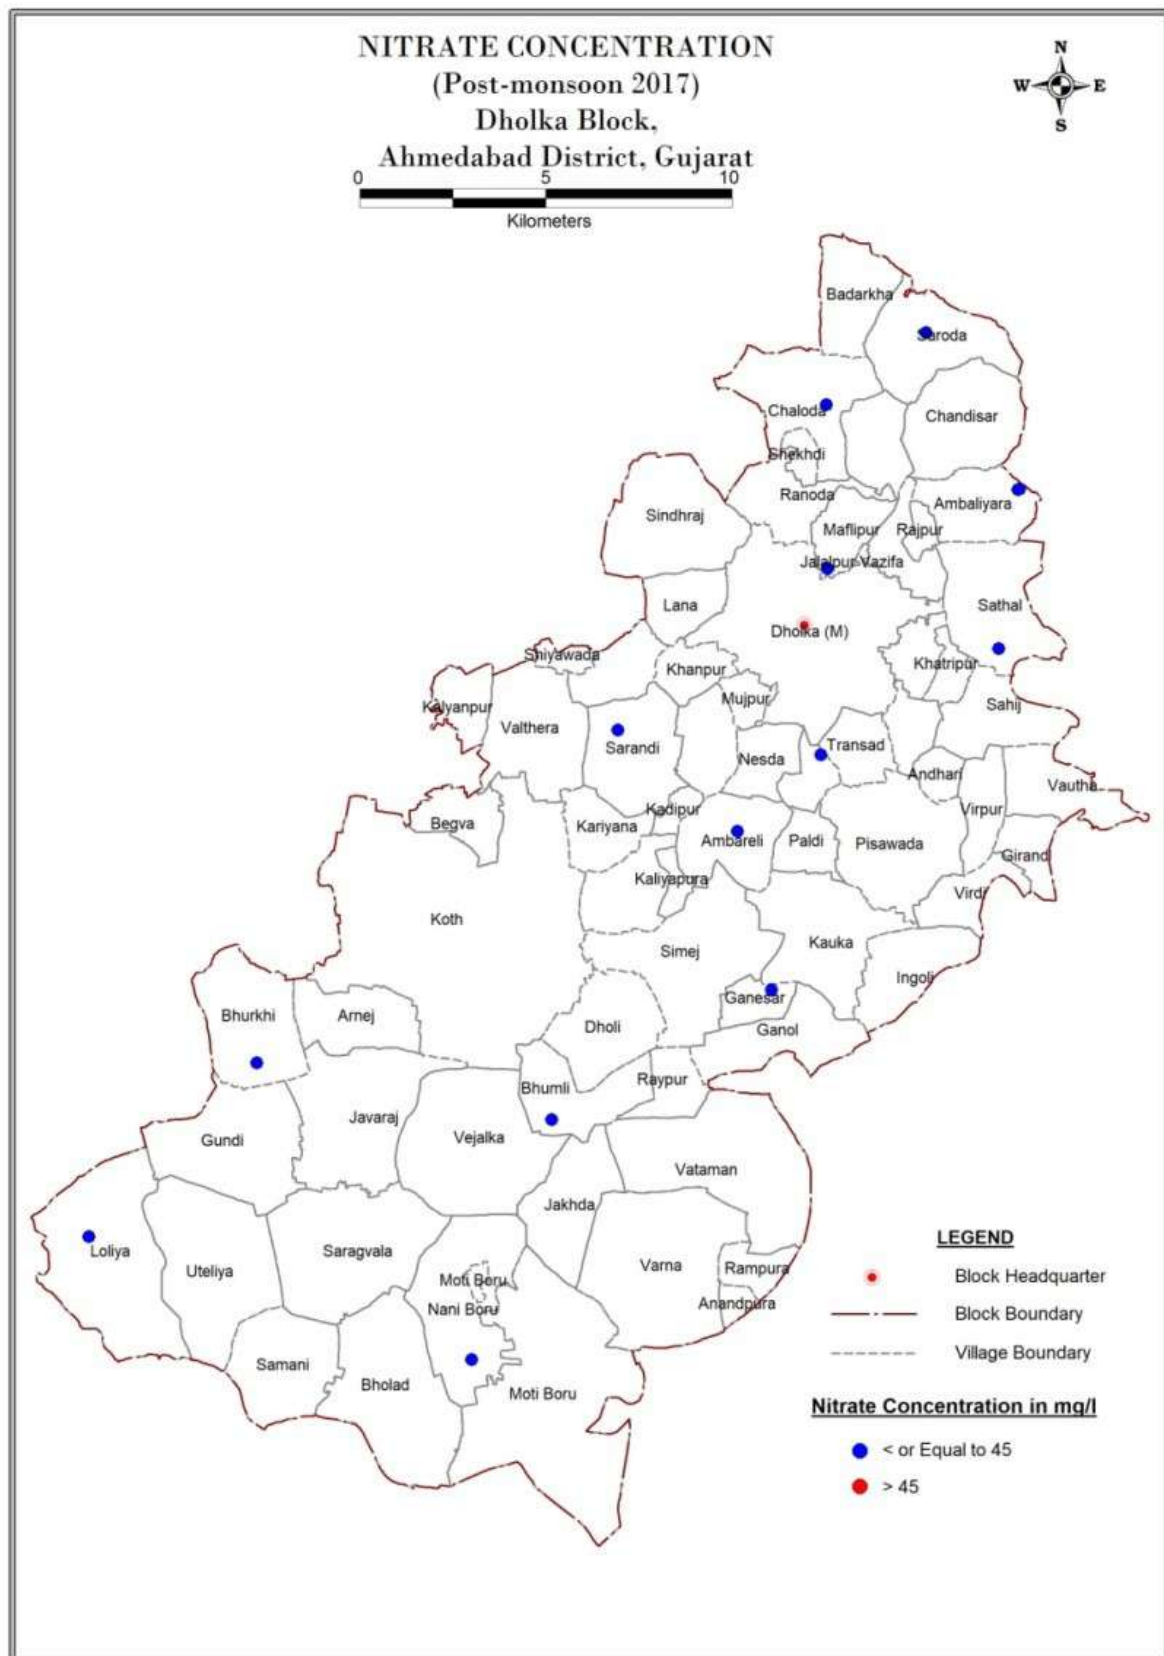 NITRATE CONCENTRATION
(Post-monsoon 2017)
Dholka Block,
Ahmedabad District, Gujarat
0 5 10
Kilometers
N
W E
S
Badarkha
Saroda
Chaloda
Chandisar
Shekhdi
Ranoda
Ambaliyara
Sindhraj
Maflipur
Rajpur
Jalalpur Vazifa
Lana
Sathal
Dholka (M)
Shiyawada
Khanpur
Khatripur
Kalyanpur
Mujpur
Sahij
Valthera
Sarandi
Transad
Nesda
Andhari
Vautha
Begva
Kariyana
Kadipur
Virpur
Ambareli
Paldi
Pisawada
Girand
Kaliyapura
Virdi
Koth
Simej
Kauka
Ingoli
Ganesar
Bhurkhi
Arnej
Dholi
Ganol
Bhumli
Raypur
Javaraj
Gundi
Vejalka
Vataman
Jakhda
Loliya
Saragvala
Uteliya
Varna
Rampura
Moti Boru
Nani Boru
Anandpura
Samani
Bholad
Moti Boru
LEGEND
Block Headquarter
Block Boundary
Village Boundary
Nitrate Concentration in mg/l
< or Equal to 45
> 45